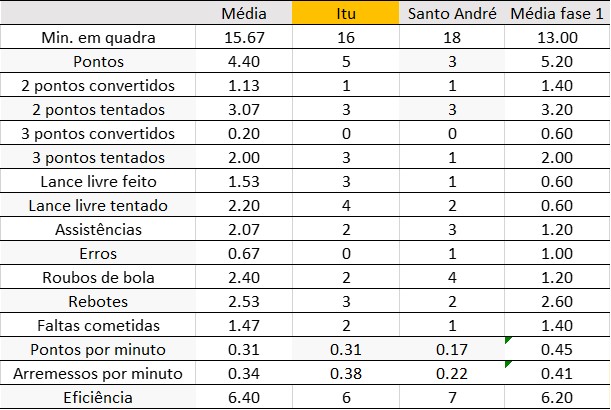 Média Itu Santo André Média fase 1
Min. em quadra 15.67 16 18 13.00
Pontos 4.40 5 3 5.20
2 pontos convertidos 1.13 1 1 1.40
2 pontos tentados 3.07 3 3 3.20
3 pontos convertidos 0.20 0 0 0.60
3 pontos tentados 2.00 3 1 2.00
Lance livre feito 1.53 3 1 0.60
Lance livre tentado 2.20 4 2 0.60
Assistências 2.07 2 3 1.20
Erros 0.67 0 1 1.00
Roubos de bola 2.40 2 4 1.20
Rebotes 2.53 3 2 2.60
Faltas cometidas 1.47 2 1 1.40
Pontos por minuto 0.31 0.31 0.17 0.45
Arremessos por minuto 0.34 0.38 0.22 0.41
Eficiência 6.40 6 7 6.20